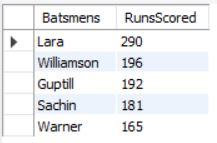 Batsmens RunsScored
Lara 290
Williamson 196
Guptill 192
Sachin 181
Warner 165